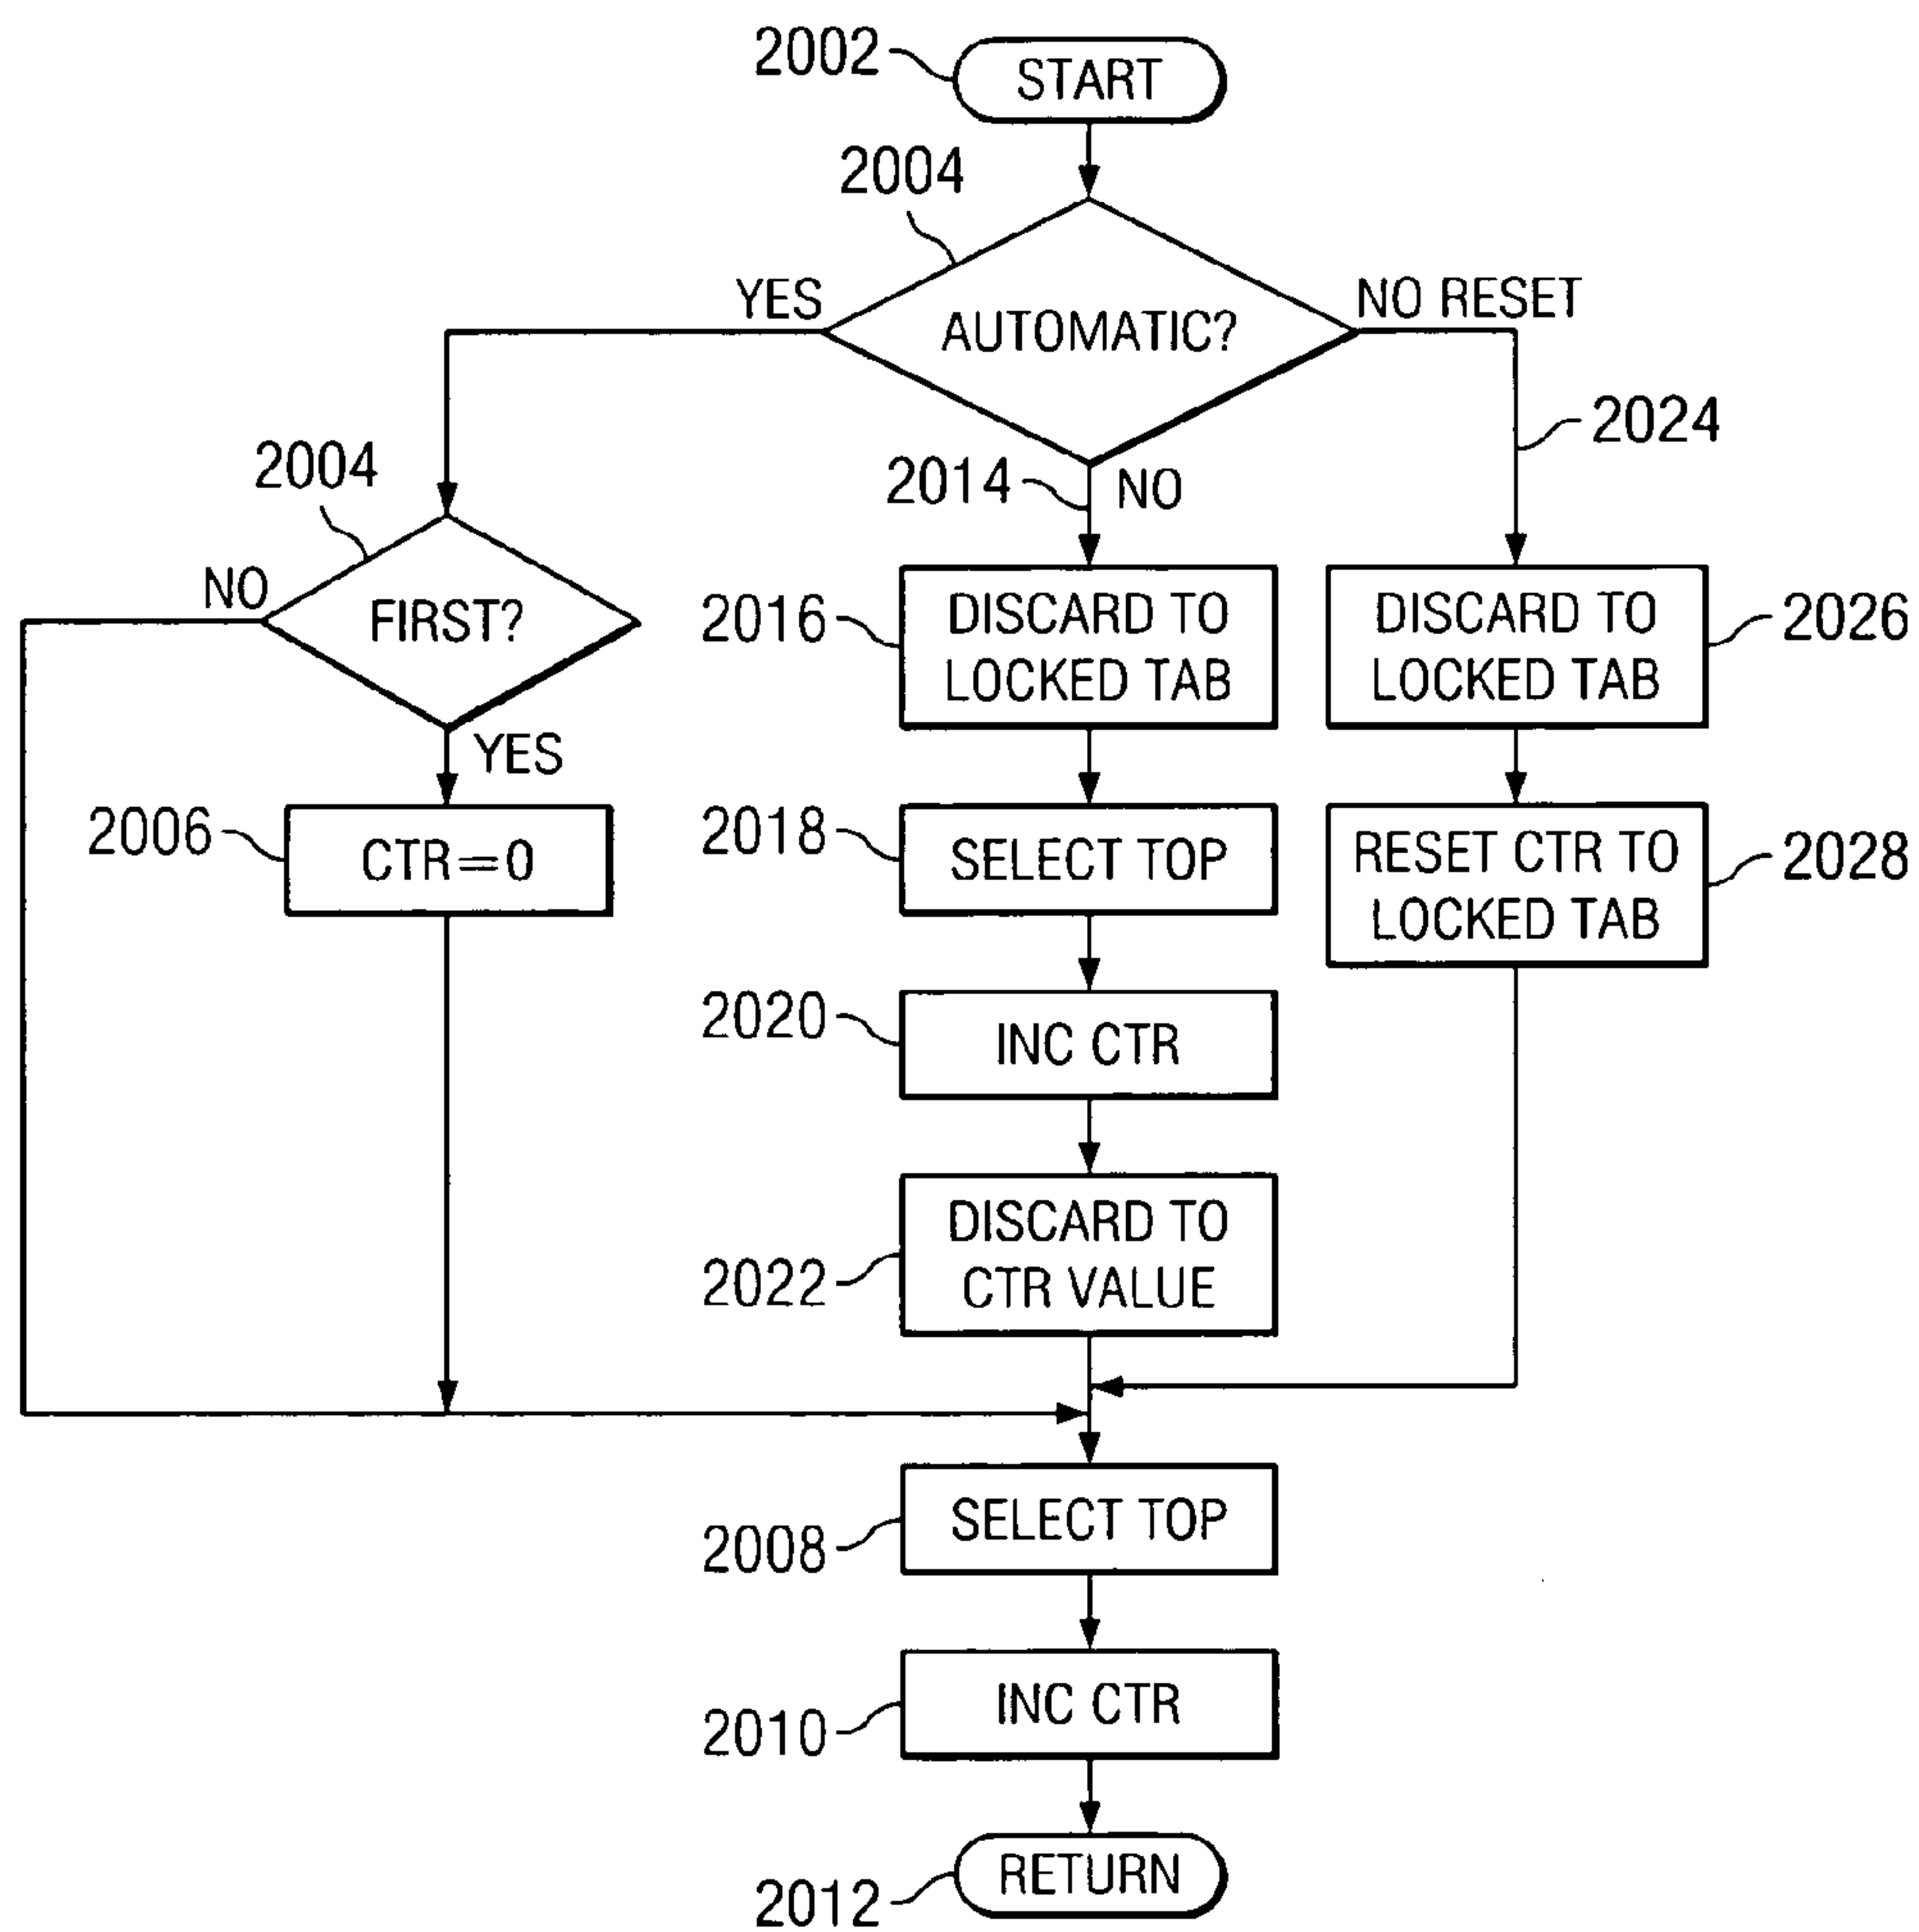 2002
START
2004
YES
AUTOMATIC?
NO RESET
2024
2004
2014
NO
NO
FIRST?
2016
DISCARD TO
LOCKED TAB
DISCARD TO
LOCKED TAB
2026
YES
2006
CTR=0
2018
SELECT TOP
RESET CTR TO
LOCKED TAB
2028
2020
INC CTR
DISCARD TO
CTR VALUE
2022
SELECT TOP
2008
INC CTR
2010
RETURN
2012